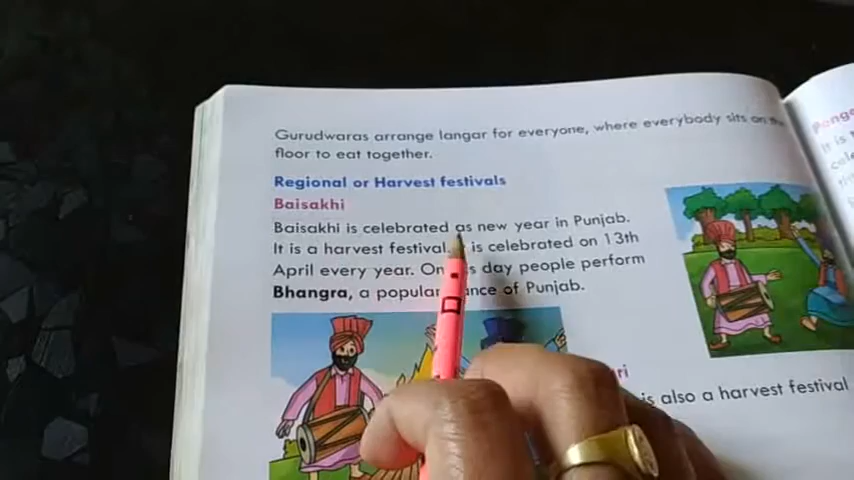 Gurudwaras arrange langar for everyone, where everybody sits on the
floor to eat together.
Regional or Harvest festivals
Baisakhi
Baisakhi is celebrated as new year in Punjab.
It is a harvest festival. is celebrated on 13th
April every year. On day people perform
Bhangra, a popular of Punjab.
is also a harvest festival
It is